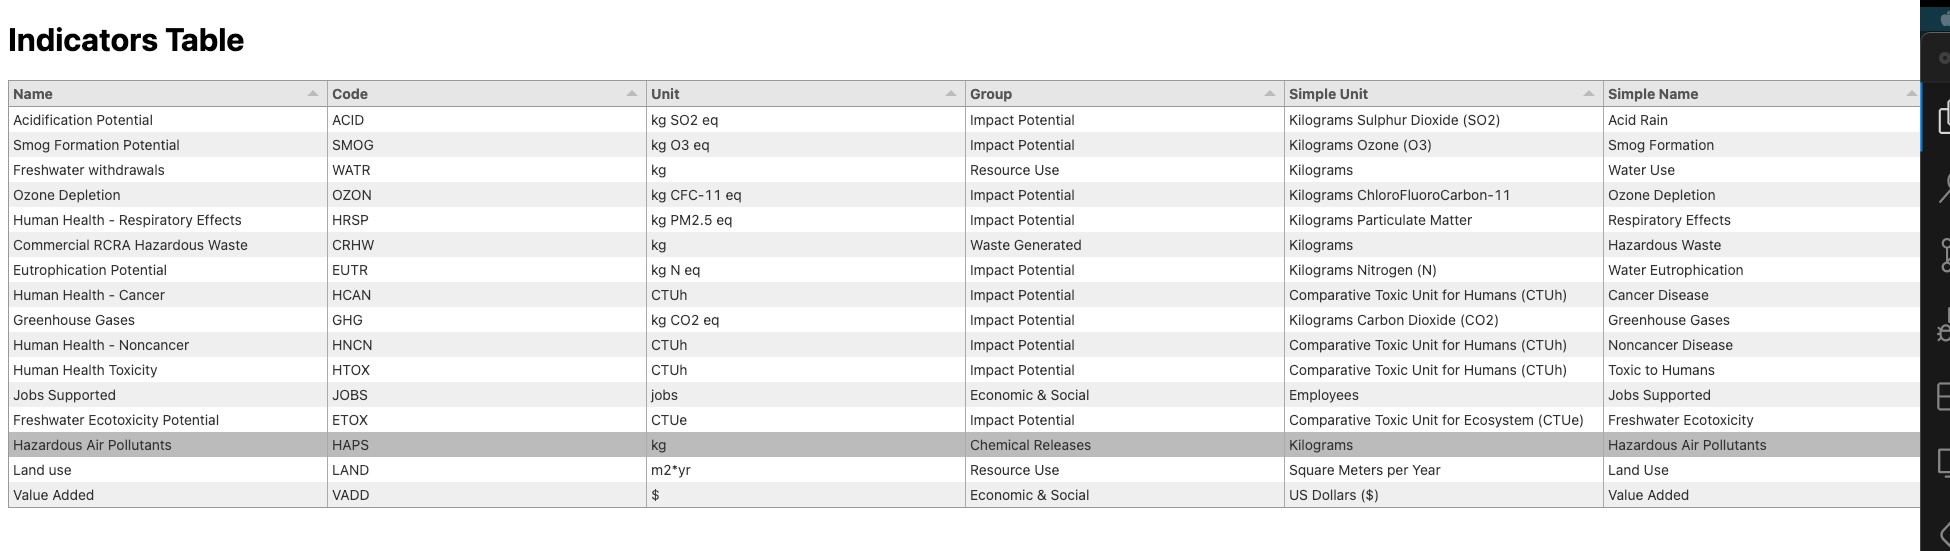 Indicators Table
Name Code Unit Group Simple Unit Simple Name
Acidification Potential ACID kg SO2 eq Impact Potential Kilograms Sulphur Dioxide (SO2) Acid Rain
Smog Formation Potential SMOG kg O3 eq Impact Potential Kilograms Ozone (O3) Smog Formation
Freshwater withdrawals WATR kg Resource Use Kilograms Water Use
Ozone Depletion OZON kg CFC-11 eq Impact Potential Kilograms ChloroFluoroCarbon-11 Ozone Depletion
Human Health - Respiratory Effects HRSP kg PM2.5 eq Impact Potential Kilograms Particulate Matter Respiratory Effects
Commercial RCRA Hazardous Waste CRHW kg Waste Generated Kilograms Hazardous Waste
Eutrophication Potential EUTR kg N eq Impact Potential Kilograms Nitrogen (N) Water Eutrophication
Human Health - Cancer HCAN CTUh Impact Potential Comparative Toxic Unit for Humans (CTUh) Cancer Disease
Greenhouse Gases GHG kg CO2 eq Impact Potential Kilograms Carbon Dioxide (CO2) Greenhouse Gases
Human Health - Noncancer HNCN CTUh Impact Potential Comparative Toxic Unit for Humans (CTUh) Noncancer Disease
Human Health Toxicity HTOX CTUh Impact Potential Comparative Toxic Unit for Humans (CTUh) Toxic to Humans
Jobs Supported JOBS jobs Economic & Social Employees Jobs Supported
Freshwater Ecotoxicity Potential ETOX CTUe Impact Potential Comparative Toxic Unit for Ecosystem (CTUe) Freshwater Ecotoxicity
Hazardous Air Pollutants HAPS kg Chemical Releases Kilograms Hazardous Air Pollutants
Land use LAND m2*yr Resource Use Square Meters per Year Land Use
Value Added VADD $ Economic & Social US Dollars ($) Value Added